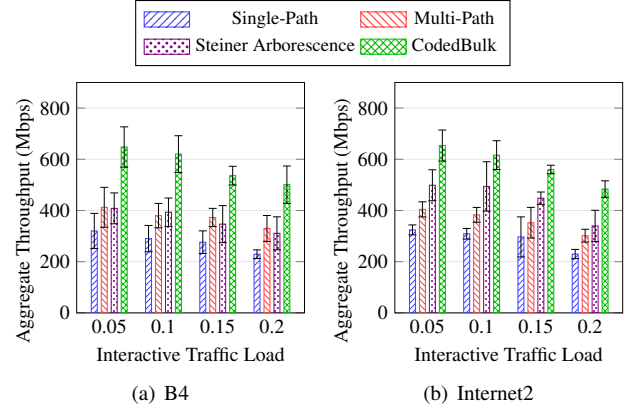 Single-Path
Multi-Path
Steiner Arborescence
CodedBulk
Aggregate Throughput (Mbps)
800
600
400
200
0
0.05 0.1 0.15 0.2
Interactive Traffic Load
(a) B4
Aggregate Throughput (Mbps)
800
600
400
200
0
0.05 0.1 0.15 0.2
Interactive Traffic Load
(b) Internet2